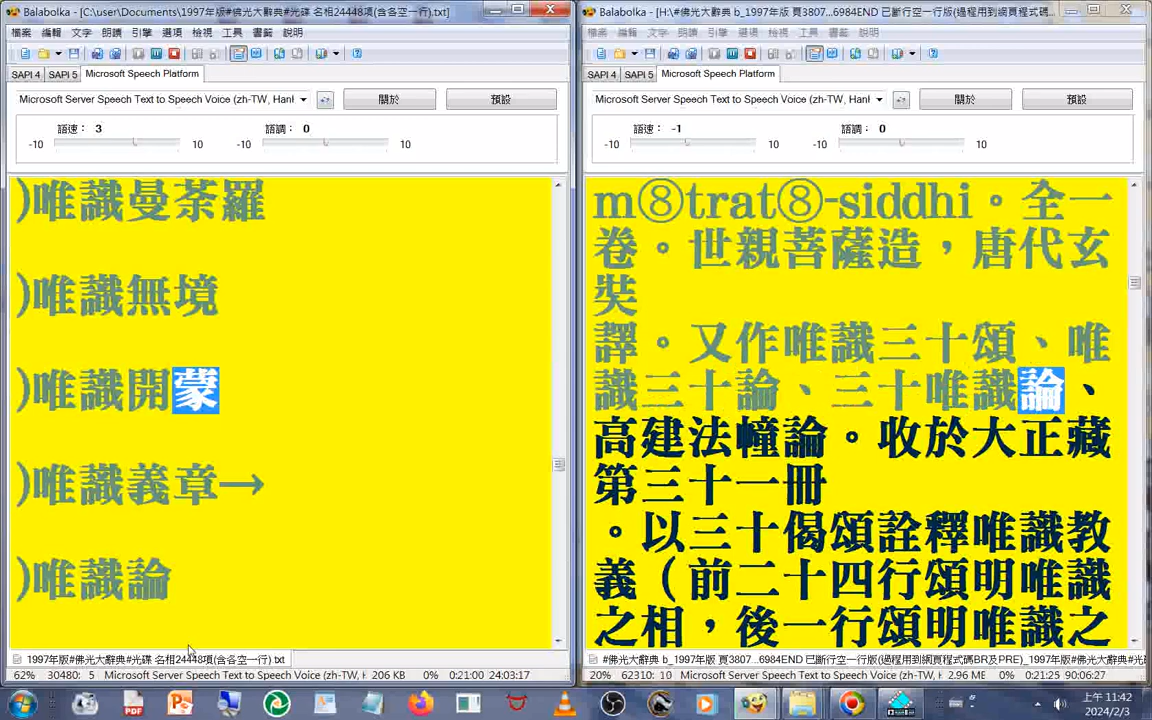 Balabolka - [C:\user\Documents\1997年版#佛光大辭典#光碟 名相24448項(含各空一行).txt]
檔案 編輯 文字 朗讀 引擎 選項 檢視 工具 書籤 說明
SAPI 4 SAPI 5 Microsoft Speech Platform
Microsoft Server Speech Text to Speech Voice (zh-TW, Hanl
關於 預設
語速： 3 語調： 0
-10 10 -10 10
)唯識曼荼羅
)唯識無境
)唯識開蒙
)唯識義章→
)唯識論
1997年版#佛光大辭典#光碟 名相24448項(含各空一行).txt
62% 30480: 5 Microsoft Server Speech Text to Speech Voice (zh-TW, H 206 KB 0% 0:21:00 24:03:17
Balabolka - [H:\#佛光大辭典 b_1997年版 頁3807...6984END 已斷行空一行版(過程用到網頁程式碼
檔案 編輯 文字 朗讀 引擎 選項 檢視 工具 書籤 說明
SAPI 4 SAPI 5 Microsoft Speech Platform
Microsoft Server Speech Text to Speech Voice (zh-TW, Hanl
關於 預設
語速： -1 語調： 0
-10 10 -10 10
m⑧trat⑧-siddhi。全一
卷。世親菩薩造，唐代玄
奘
譯。又作唯識三十頌、唯
識三十論、三十唯識論、
高建法幢論。收於大正藏
第三十一冊
。以三十偈頌詮釋唯識教
義（前二十四行頌明唯識
之相，後一行頌明唯識之
#佛光大辭典 b_1997年版 頁3807...6984END 已斷行空一行版(過程用到網頁程式碼BR及PRE)_1997年版#佛光
20% 62310: 10 Microsoft Server Speech Text to Speech Voice (zh-TW, H 2.96 ME 0% 0:21:25 90:06:27
上午 11:42
2024/2/3